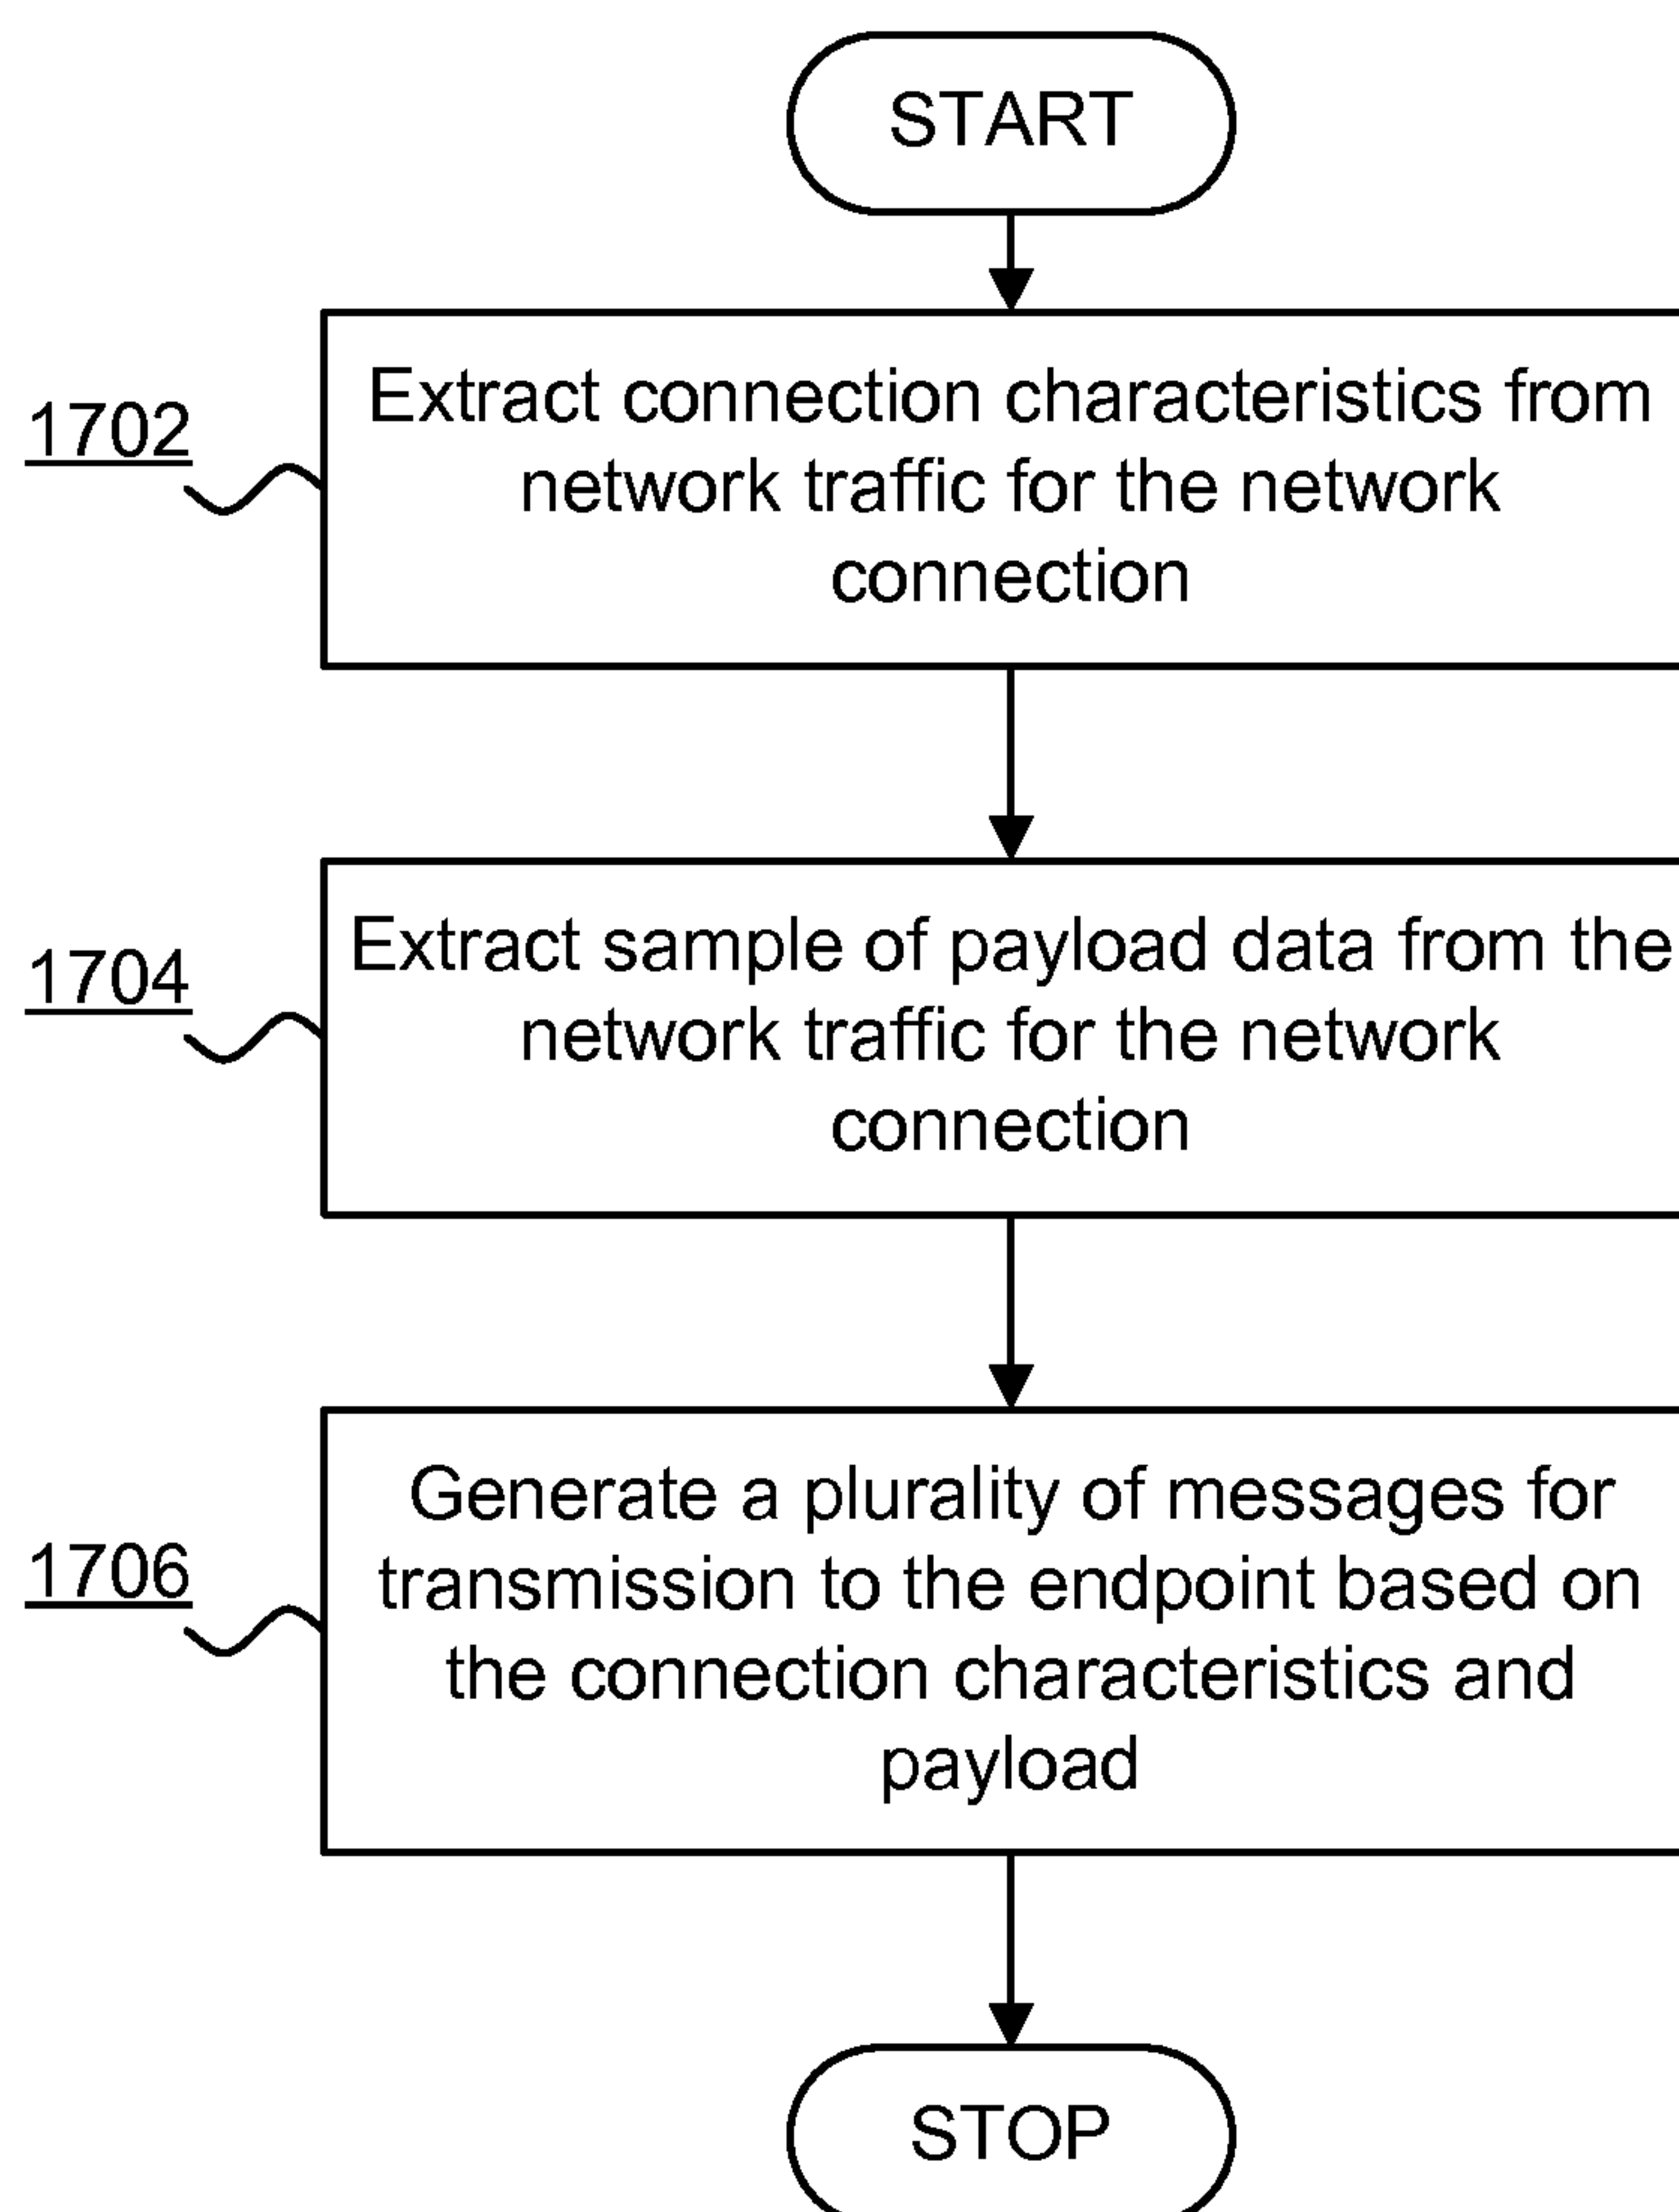 START
1702
Extract connection characteristics from
network traffic for the network
connection
1704
Extract sample of payload data from the
network traffic for the network
connection
1706
Generate a plurality of messages for
transmission to the endpoint based on
the connection characteristics and
payload
STOP